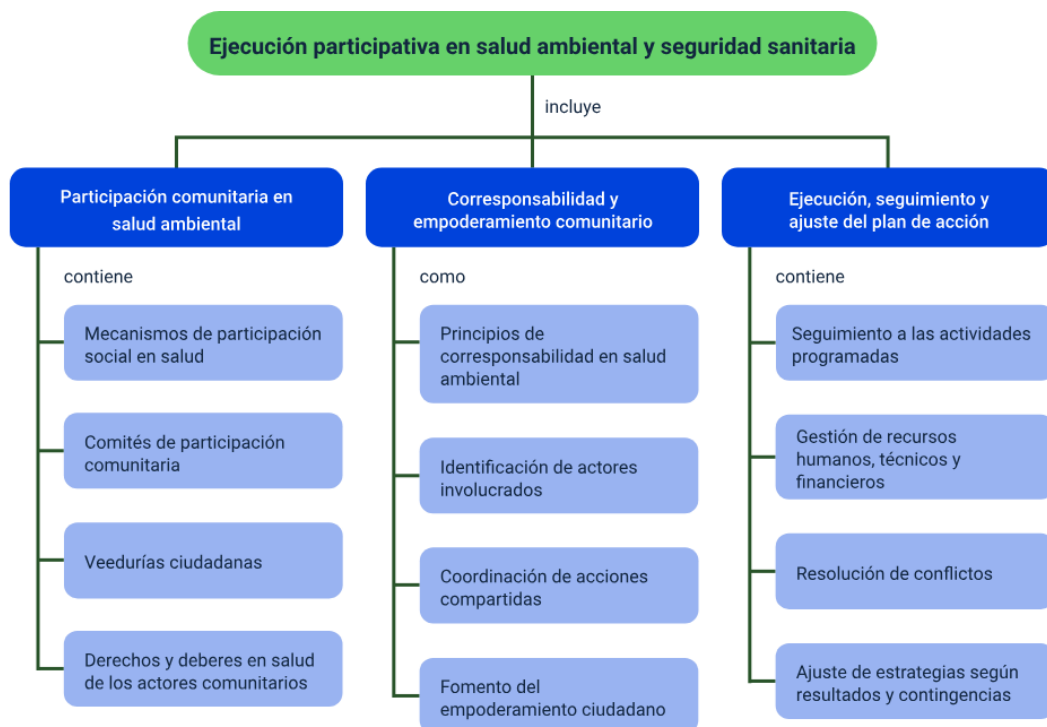 Ejecución participativa en salud ambiental y seguridad sanitaria
incluye
Participación comunitaria en
salud ambiental
contiene
Mecanismos de participación
social en salud
Comités de participación
comunitaria
Veedurías ciudadanas
Derechos y deberes en salud
de los actores comunitarios
Corresponsabilidad y
empoderamiento comunitario
como
Principios de
corresponsabilidad en salud
ambiental
Identificación de actores
involucrados
Coordinación de acciones
compartidas
Fomento del
empoderamiento ciudadano
Ejecución, seguimiento y
ajuste del plan de acción
contiene
Seguimiento a las actividades
programadas
Gestión de recursos
humanos, técnicos y
financieros
Resolución de conflictos
Ajuste de estrategias según
resultados y contingencias